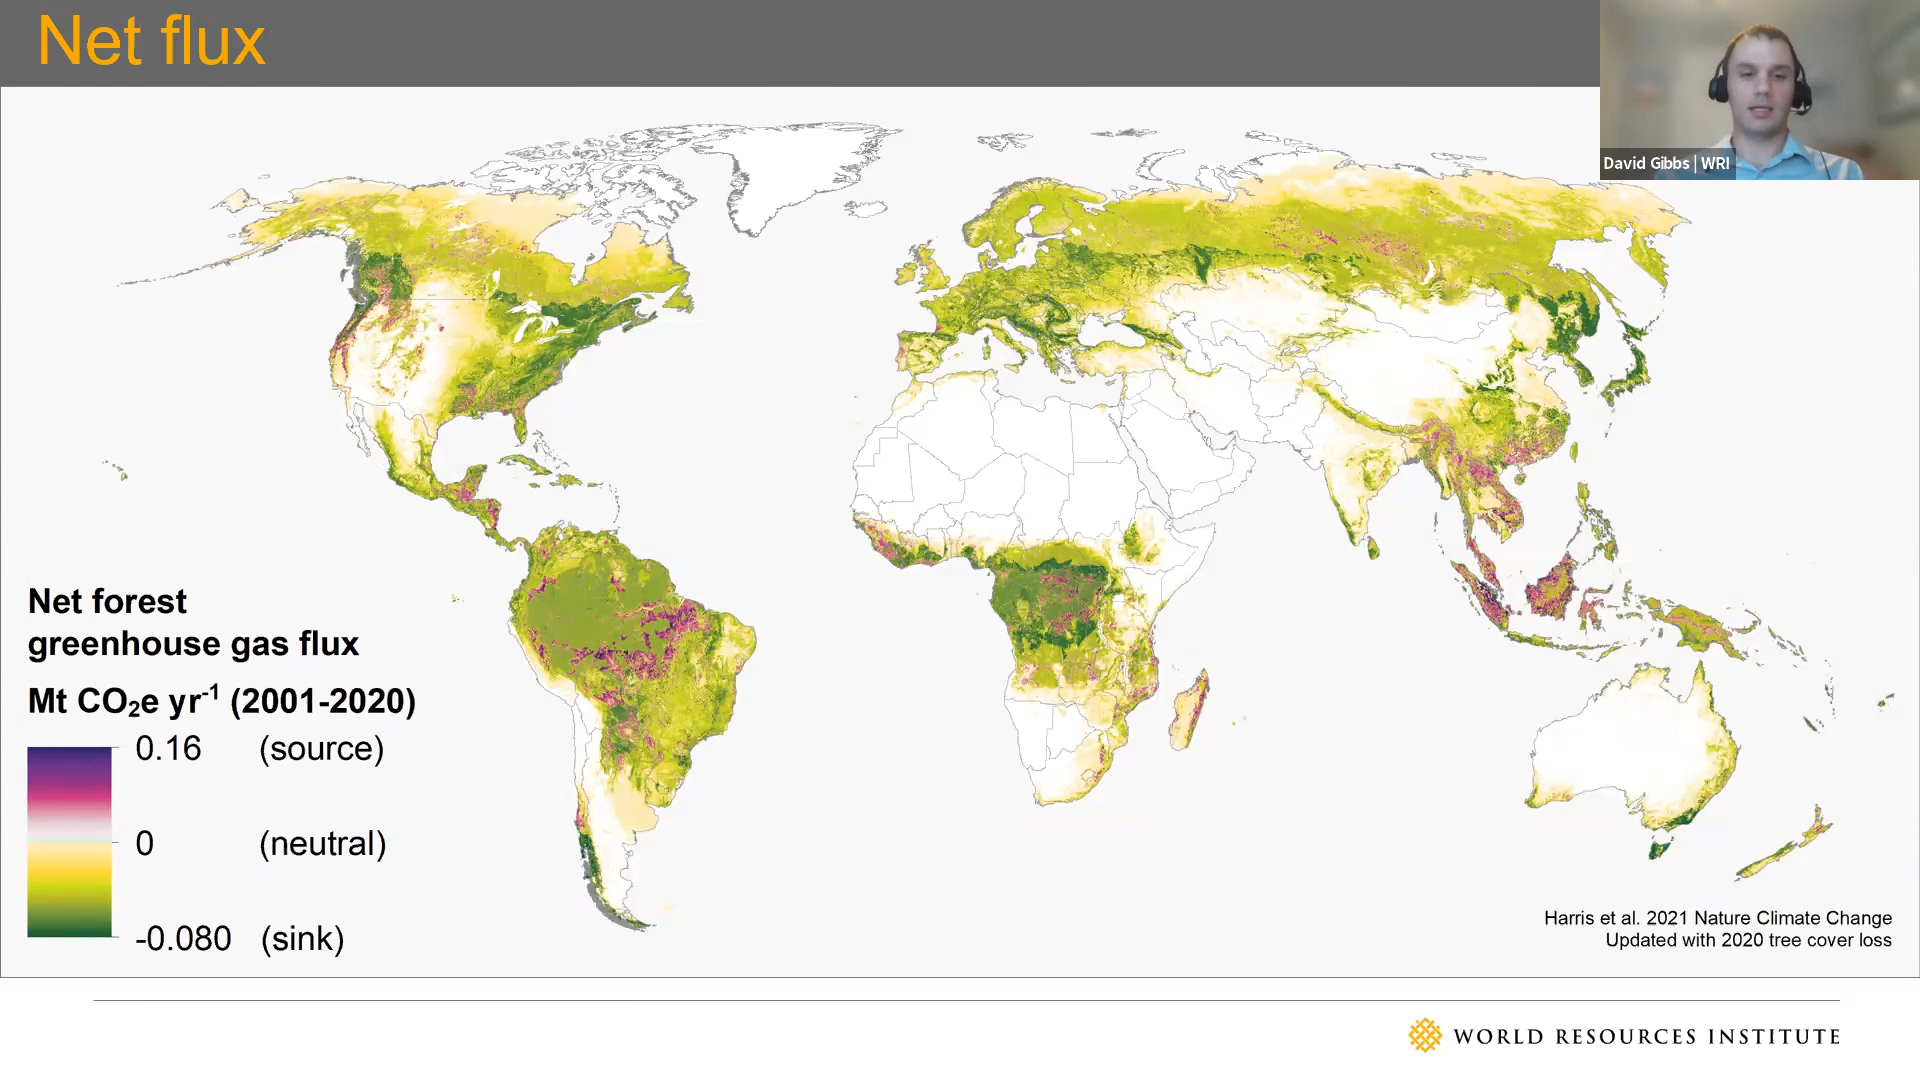 Net flux
David Gibbs | WRI
Net forest
greenhouse gas flux
Mt CO₂e yr⁻¹ (2001-2020)
0.16 (source)
0 (neutral)
-0.080 (sink)
Harris et al. 2021 Nature Climate Change
Updated with 2020 tree cover loss
WORLD RESOURCES INSTITUTE